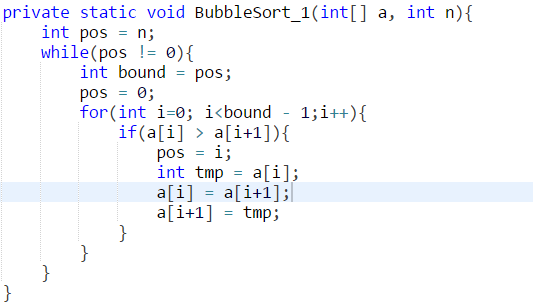 private static void BubbleSort_1(int[] a, int n){
    int pos = n;
    while(pos != 0){
        int bound = pos;
        pos = 0;
        for(int i=0; i<bound - 1;i++){
            if(a[i] > a[i+1]){
                pos = i;
                int tmp = a[i];
                a[i] = a[i+1];
                a[i+1] = tmp;
            }
        }
    }
}